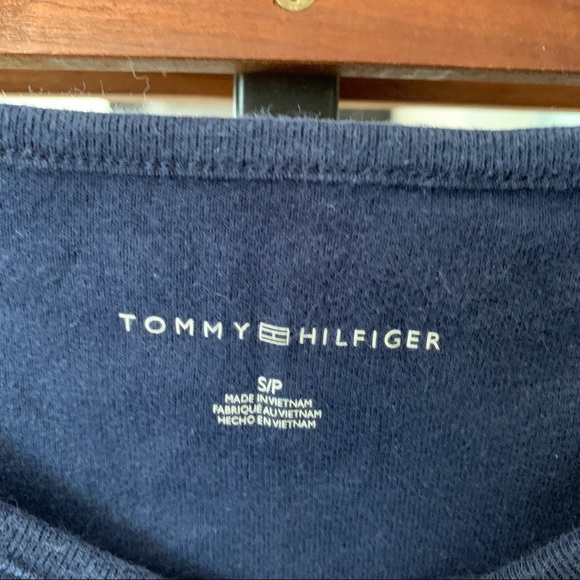 TOMMY HILFIGER
S/P
MADE IN VIETNAM
FABRIQUÉ AU VIETNAM
HECHO EN VIETNAM